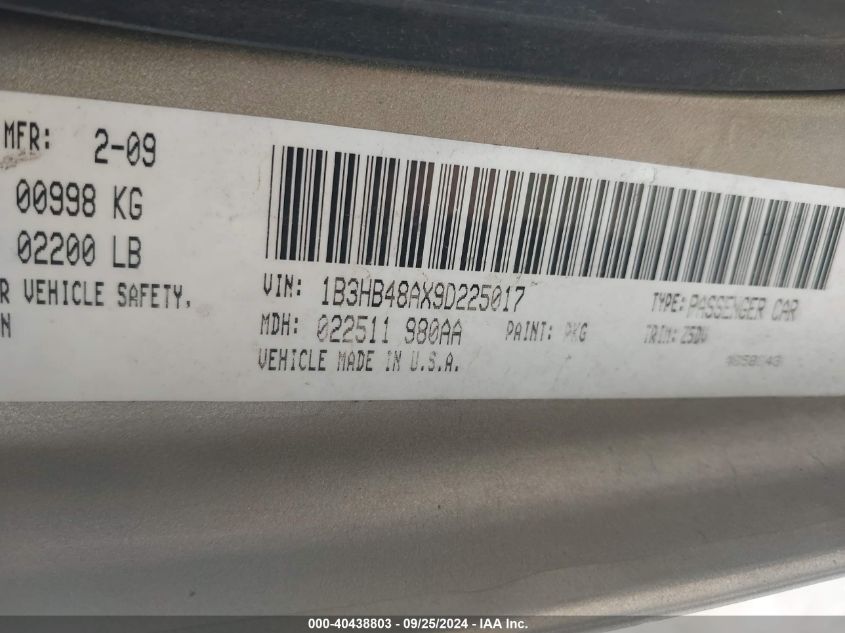 MFR: 2-09
00998 KG
02200 LB
R VEHICLE SAFETY,
N
VIN: 1B3HB48AX9D225017
TYPE: PASSENGER CAR
MDH: 022511 980AA
PAINT: PKG
TRIM: Z5DV
VEHICLE MADE IN U.S.A.
000-40438803 - 09/25/2024 - IAA Inc.